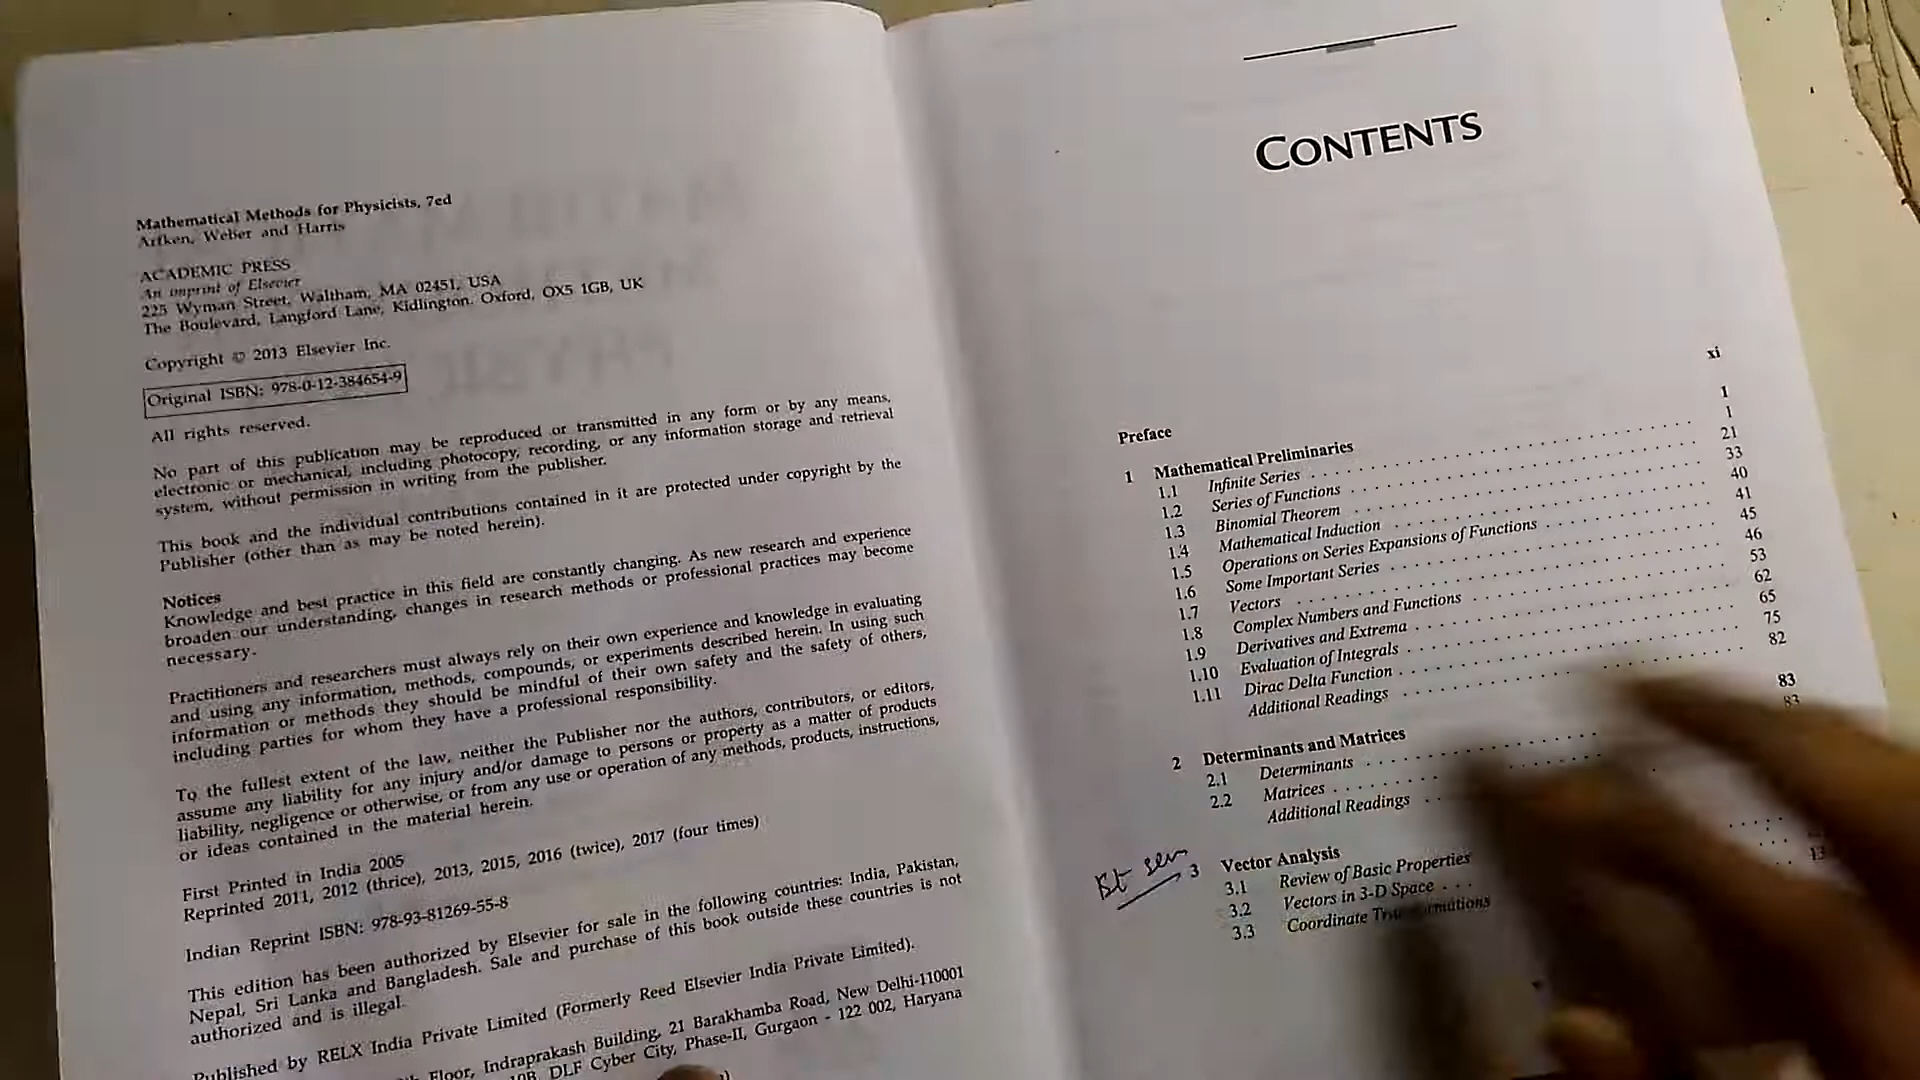 Mathematical Methods for Physicists, 7ed
Arfken, Weber and Harris
ACADEMIC PRESS
An imprint of Elsevier
225 Wyman Street, Waltham, MA 02451, USA
The Boulevard, Langford Lane, Kidlington, Oxford, OX5 1GB, UK
Copyright © 2013 Elsevier Inc.
Original ISBN: 978-0-12-384654-9
All rights reserved.
No part of this publication may be reproduced or transmitted in any form or by any means,
electronic or mechanical, including photocopy, recording, or any information storage and retrieval
system, without permission in writing from the publisher.
This book and the individual contributions contained in it are protected under copyright by the
Publisher (other than as may be noted herein).
Notices
Knowledge and best practice in this field are constantly changing. As new research and experience
broaden our understanding, changes in research methods or professional practices may become
necessary.
Practitioners and researchers must always rely on their own experience and knowledge in evaluating
and using any information, methods, compounds, or experiments described herein. In using such
information or methods they should be mindful of their own safety and the safety of others,
including parties for whom they have a professional responsibility.
To the fullest extent of the law, neither the Publisher nor the authors, contributors, or editors,
assume any liability for any injury and/or damage to persons or property as a matter of products
liability, negligence or otherwise, or from any use or operation of any methods, products, instructions,
or ideas contained in the material herein.
First Printed in India 2005
Reprinted 2011, 2012 (thrice), 2013, 2015, 2016 (twice), 2017 (four times)
Indian Reprint ISBN: 978-93-81269-55-8
This edition has been authorized by Elsevier for sale in the following countries: India, Pakistan,
Nepal, Sri Lanka and Bangladesh. Sale and purchase of this book outside these countries is not
authorized and is illegal.
Published by RELX India Private Limited (Formerly Reed Elsevier India Private Limited).
Floor, Indraprakash Building, 21 Barakhamba Road, New Delhi-110001
DLF Cyber City, Phase-II, Gurgaon - 122 002, Haryana
CONTENTS
Preface xi
1 Mathematical Preliminaries 1
1.1 Infinite Series 1
1.2 Series of Functions 21
1.3 Binomial Theorem 33
1.4 Mathematical Induction 40
1.5 Operations on Series Expansions of Functions 41
1.6 Some Important Series 45
1.7 Vectors 46
1.8 Complex Numbers and Functions 53
1.9 Derivatives and Extrema 62
1.10 Evaluation of Integrals 65
1.11 Dirac Delta Function 75
Additional Readings 82
2 Determinants and Matrices 83
2.1 Determinants 83
2.2 Matrices
Additional Readings
Ist sem 3 Vector Analysis
3.1 Review of Basic Properties
3.2 Vectors in 3-D Space
3.3 Coordinate Transformations